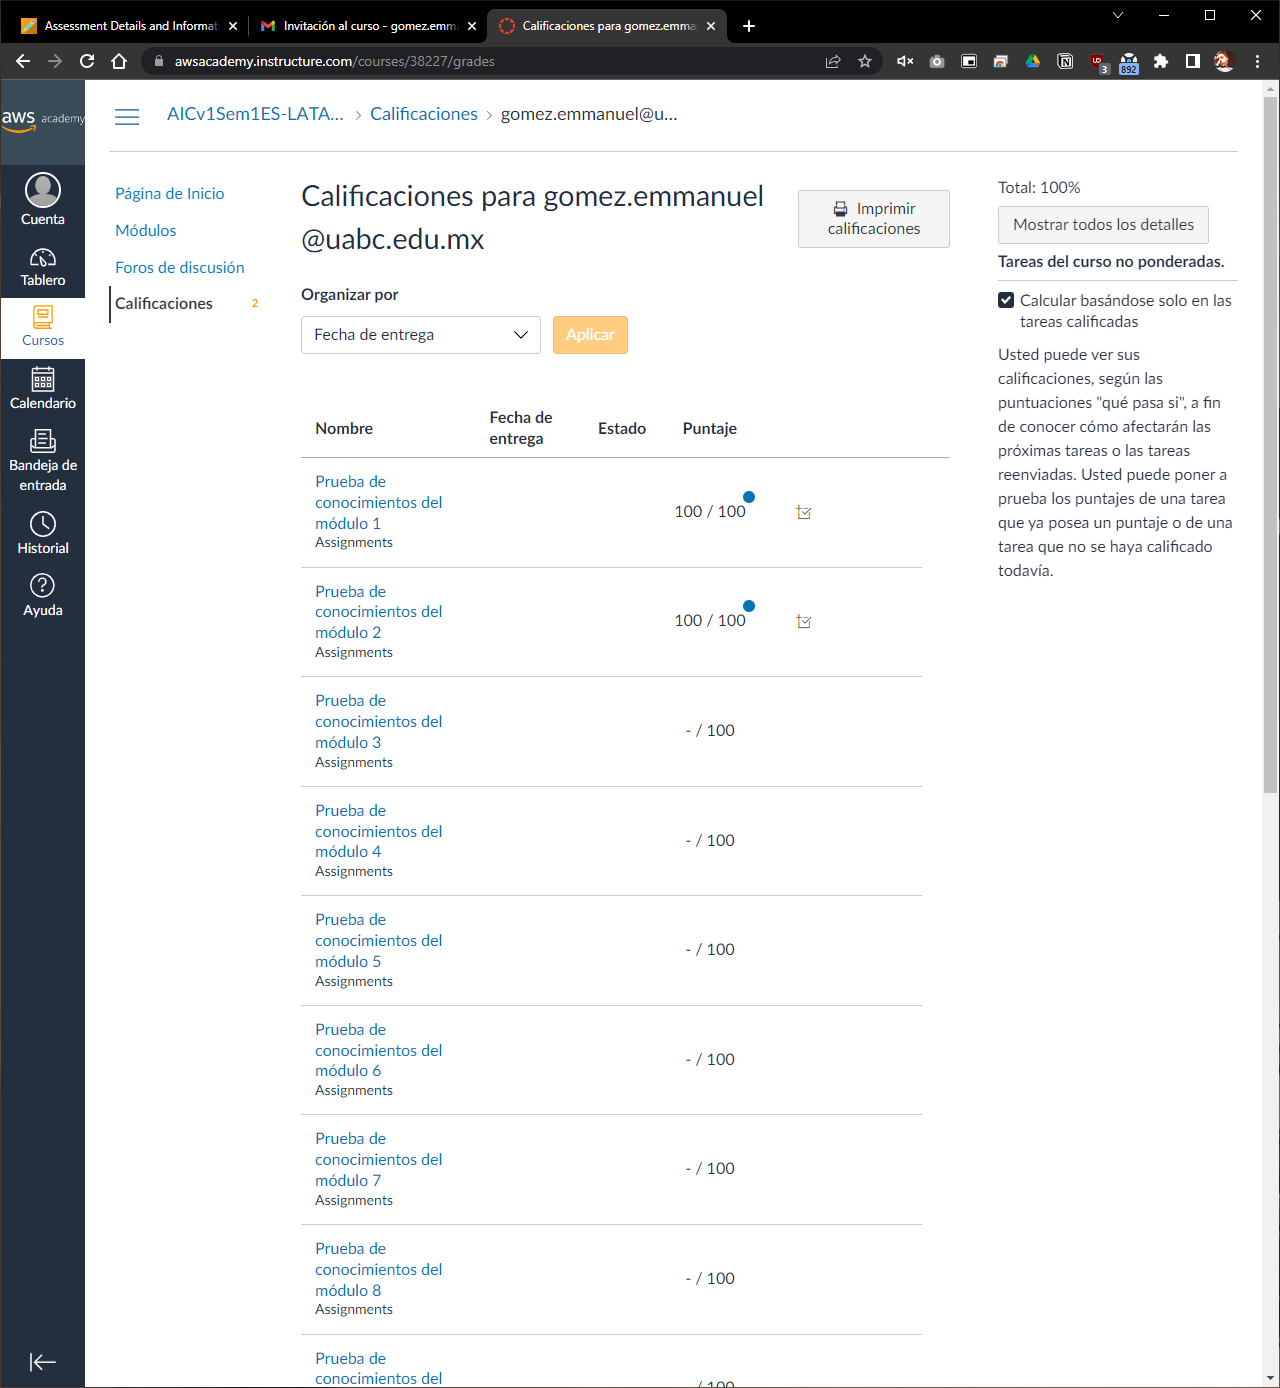 Assessment Details and Informat
Invitación al curso - gomez.emm
Calificaciones para gomez.emma
awsacademy.instructure.com/courses/38227/grades
3
892
aws academy
AICv1Sem1ES-LATA... > Calificaciones > gomez.emmanuel@u...
Cuenta
Tablero
Cursos
Calendario
Bandeja de
entrada
Historial
Ayuda
Página de Inicio
Módulos
Foros de discusión
Calificaciones 2
Calificaciones para gomez.emmanuel
@uabc.edu.mx
Imprimir
calificaciones
Organizar por
Fecha de entrega
Aplicar
Nombre
Fecha de
entrega
Estado
Puntaje
Prueba de
conocimientos del
módulo 1
Assignments
100 / 100
Prueba de
conocimientos del
módulo 2
Assignments
100 / 100
Prueba de
conocimientos del
módulo 3
Assignments
- / 100
Prueba de
conocimientos del
módulo 4
Assignments
- / 100
Prueba de
conocimientos del
módulo 5
Assignments
- / 100
Prueba de
conocimientos del
módulo 6
Assignments
- / 100
Prueba de
conocimientos del
módulo 7
Assignments
- / 100
Prueba de
conocimientos del
módulo 8
Assignments
- / 100
Prueba de
conocimientos del
- / 100
Total: 100%
Mostrar todos los detalles
Tareas del curso no ponderadas.
Calcular basándose solo en las
tareas calificadas
Usted puede ver sus
calificaciones, según las
puntuaciones "qué pasa si", a fin
de conocer cómo afectarán las
próximas tareas o las tareas
reenviadas. Usted puede poner a
prueba los puntajes de una tarea
que ya posea un puntaje o de una
tarea que no se haya calificado
todavía.